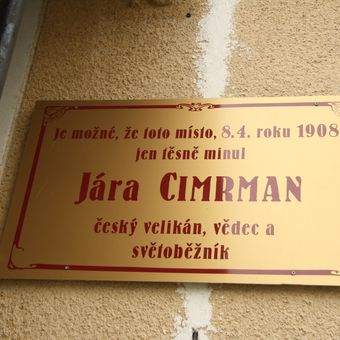 Je možné, že toto místo, 8.4. roku 1908
jen těsně minul
Jára CIMRMAN
český velikán, vědec a
světoběžník